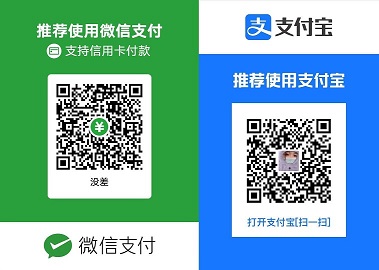 推荐使用微信支付
支持信用卡付款
没差
微信支付
支付宝
推荐使用支付宝
打开支付宝[扫一扫]